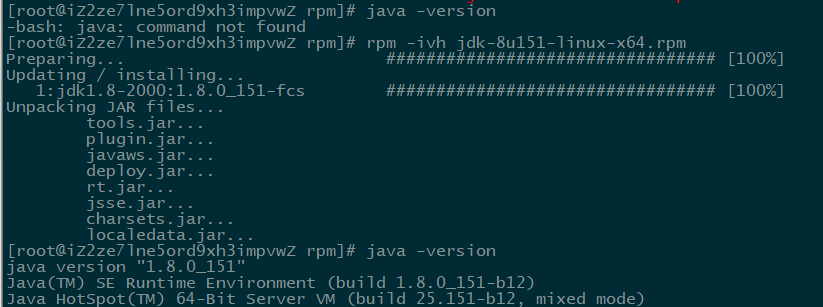 [root@iZ2ze7lne5ord9xh3impvwZ rpm]# java -version
-bash: java: command not found
[root@iZ2ze7lne5ord9xh3impvwZ rpm]# rpm -ivh jdk-8u151-linux-x64.rpm
Preparing... ################################# [100%]
Updating / installing...
1:jdk1.8-2000:1.8.0_151-fcs ################################# [100%]
Unpacking JAR files...
tools.jar...
plugin.jar...
javaws.jar...
deploy.jar...
rt.jar...
jsse.jar...
charsets.jar...
localedata.jar...
[root@iZ2ze7lne5ord9xh3impvwZ rpm]# java -version
java version "1.8.0_151"
Java(TM) SE Runtime Environment (build 1.8.0_151-b12)
Java HotSpot(TM) 64-Bit Server VM (build 25.151-b12, mixed mode)